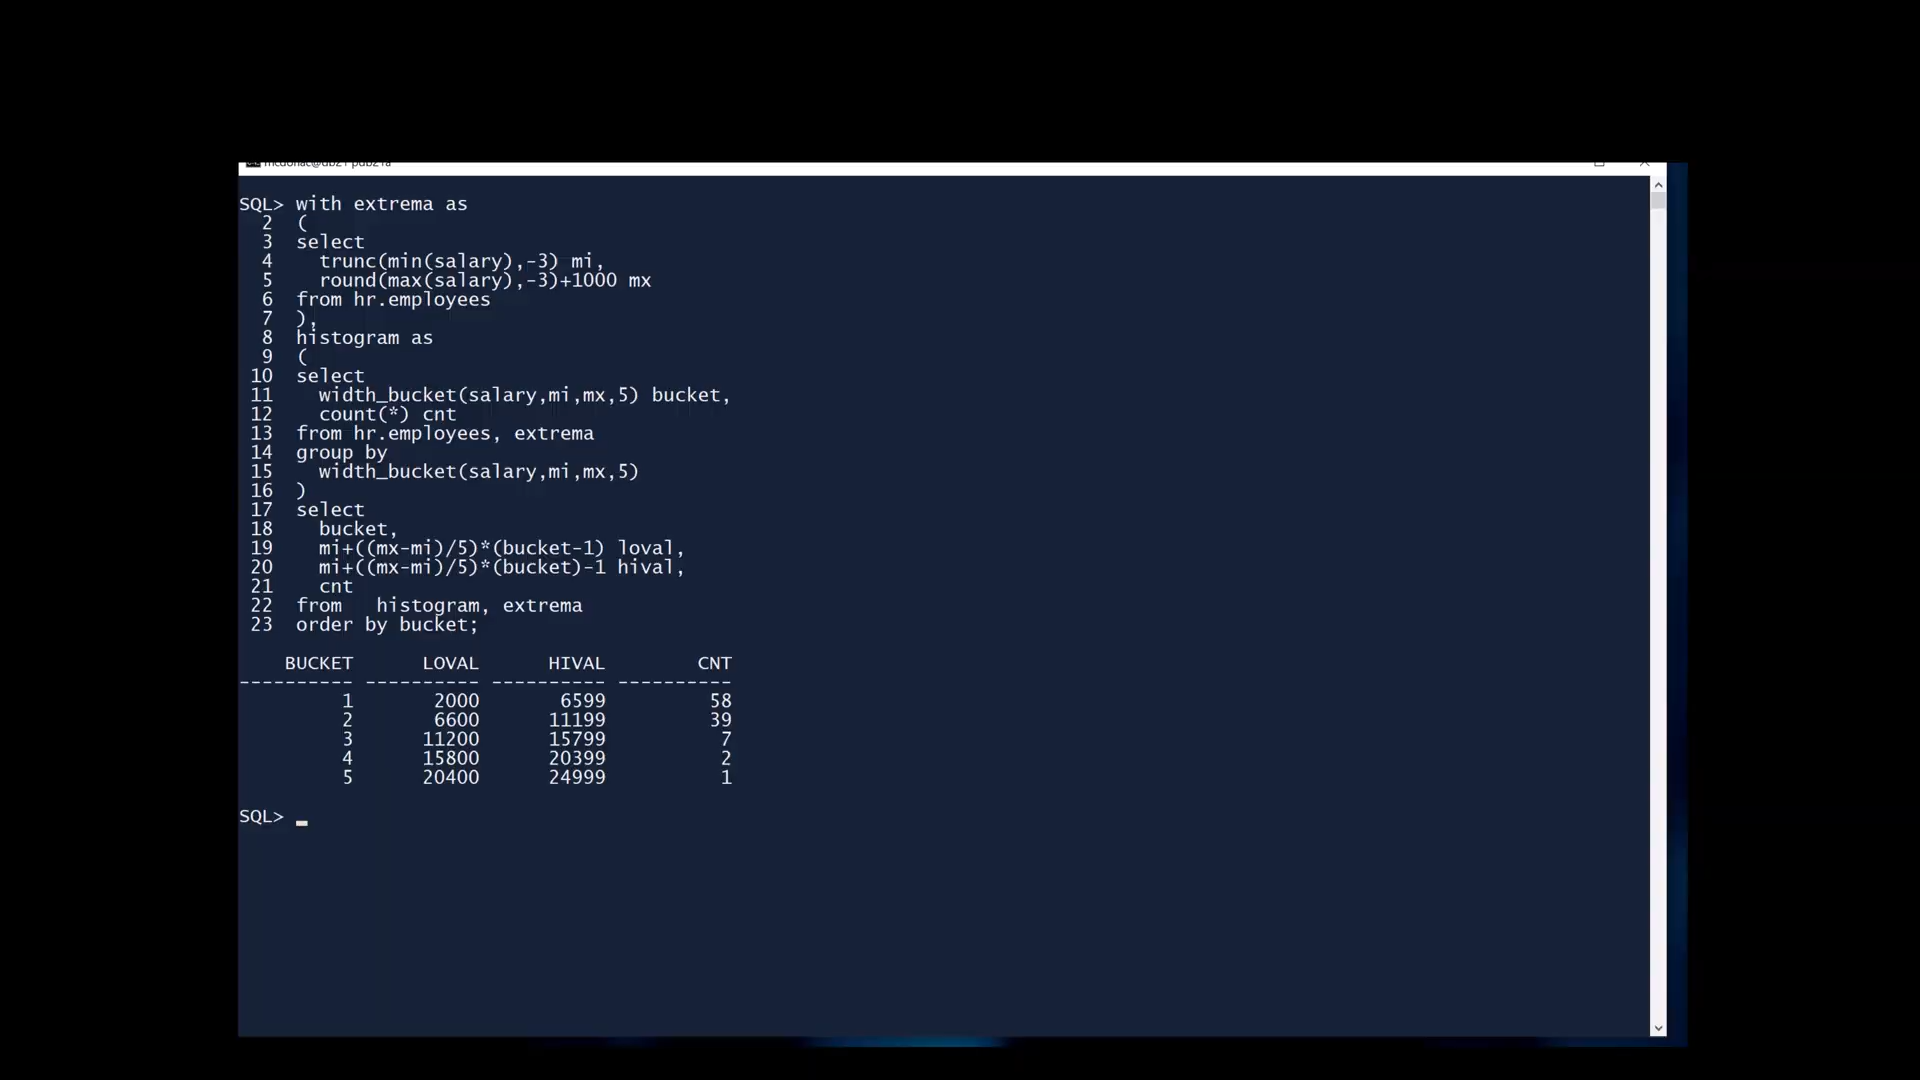 SQL> with extrema as
2 (
3 select
4 trunc(min(salary),-3) mi,
5 round(max(salary),-3)+1000 mx
6 from hr.employees
7 ),
8 histogram as
9 (
10 select
11 width_bucket(salary,mi,mx,5) bucket,
12 count(*) cnt
13 from hr.employees, extrema
14 group by
15 width_bucket(salary,mi,mx,5)
16 )
17 select
18 bucket,
19 mi+((mx-mi)/5)*(bucket-1) loval,
20 mi+((mx-mi)/5)*(bucket)-1 hival,
21 cnt
22 from   histogram, extrema
23 order by bucket;
BUCKET LOVAL HIVAL CNT
---------- ---------- ---------- ----------
1 2000 6599 58
2 6600 11199 39
3 11200 15799 7
4 15800 20399 2
5 20400 24999 1
SQL> _